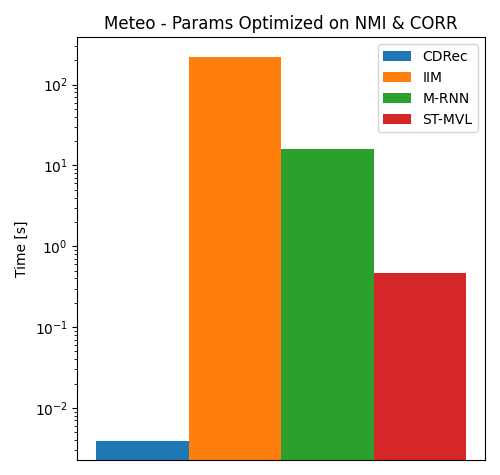 Meteo - Params Optimized on NMI & CORR
CDRec
IIM
M-RNN
ST-MVL
Time [s]
10²
10¹
10⁰
10⁻¹
10⁻²